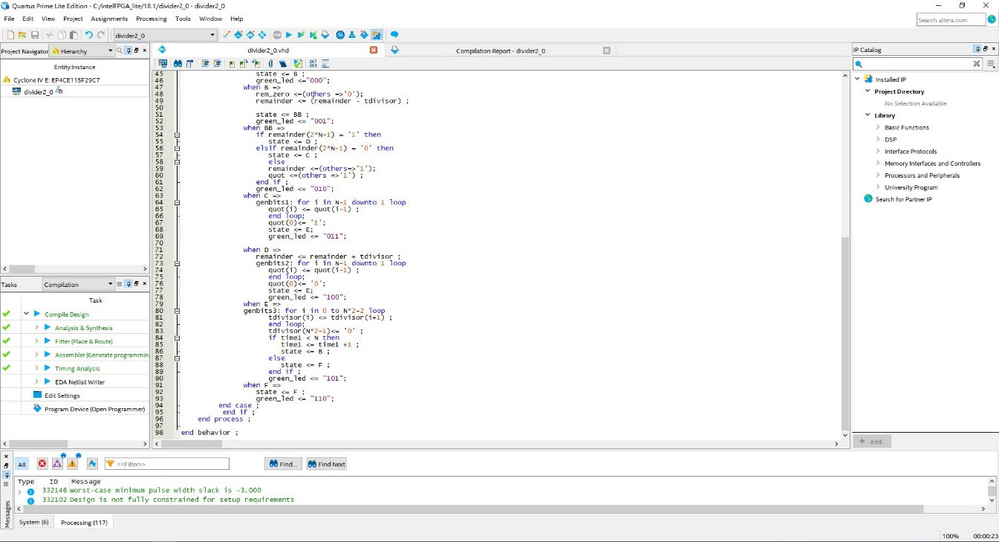 Quartus Prime Lite Edition - C:/intelFPGA_lite/18.1/divider2_0 - divider2_0
File Edit View Project Assignments Processing Tools Window Help
Search altera.com
divider2_0
Project Navigator Hierarchy
Entity:Instance
Cyclone IV E: EP4CE115F29C7
divider2_0
Tasks Compilation
Task
Compile Design
Analysis & Synthesis
Fitter (Place & Route)
Assembler (Generate programmin
Timing Analysis
EDA Netlist Writer
Edit Settings
Program Device (Open Programmer)
divider2_0.vhd
Compilation Report - divider2_0
45 state <= B ;
46 green_led <="000";
47 when B =>
48 rem_zero <=(others =>'0');
49 remainder <= (remainder - tdivisor) ;
50
51 state <= BB ;
52 green_led <= "001";
53 when BB =>
54 if remainder(2*N-1) = '1' then
55 state <= D ;
56 elsif remainder(2*N-1) = '0' then
57 state <= C ;
58 else
59 remainder <=(others=>'1');
60 quot <=(others =>'1') ;
61 end if ;
62 green_led <= "010";
63 when C =>
64 genbits1: for i in N-1 downto 1 loop
65 quot(i) <= quot(i-1) ;
66 end loop;
67 quot(0)<= '1';
68 state <= E;
69 green_led <= "011";
70
71 when D =>
72 remainder <= remainder + tdivisor ;
73 genbits2: for i in N-1 downto 1 loop
74 quot(i) <= quot(i-1) ;
75 end loop;
76 quot(0)<= '0';
77 state <= E;
78 green_led <= "100";
79 when E =>
80 genbits3: for i in 0 to N*2-2 loop
81 tdivisor(i) <= tdivisor(i+1) ;
82 end loop;
83 tdivisor(N*2-1)<= '0' ;
84 if time1 < N then
85 time1 <= time1 +1 ;
86 state <= B ;
87 else
88 state <= F ;
89 end if ;
90 green_led <= "101";
91 when F =>
92 state <= F ;
93 green_led <= "110";
94 end case ;
95 end if ;
96 end process ;
97
98 end behavior ;
IP Catalog
Installed IP
Project Directory
No Selection Available
Library
Basic Functions
DSP
Interface Protocols
Memory Interfaces and Controllers
Processors and Peripherals
University Program
Search for Partner IP
+ Add...
All <<Filter>> Find... Find Next
Type ID Message
332146 worst-case minimum pulse width slack is -3.000
332102 Design is not fully constrained for setup requirements
Messages
System (6) Processing (117)
100% 00:00:23